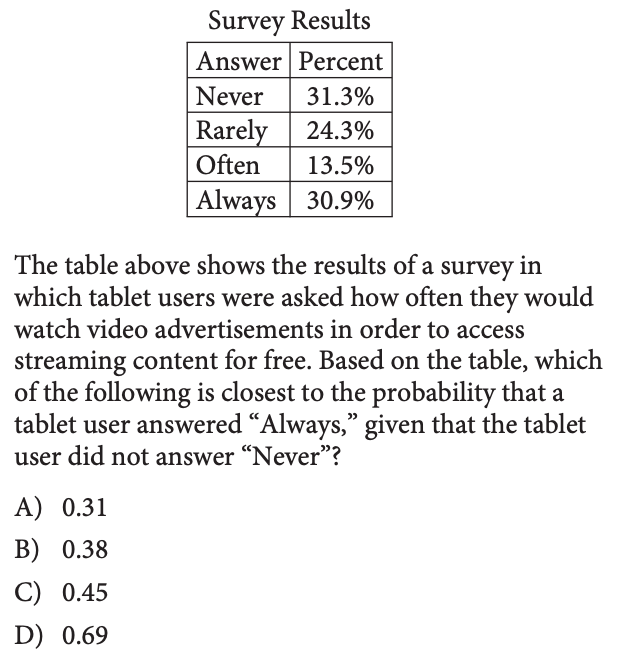 Survey Results
Answer Percent
Never 31.3%
Rarely 24.3%
Often 13.5%
Always 30.9%
The table above shows the results of a survey in
which tablet users were asked how often they would
watch video advertisements in order to access
streaming content for free. Based on the table, which
of the following is closest to the probability that a
tablet user answered “Always,” given that the tablet
user did not answer “Never”?
A) 0.31
B) 0.38
C) 0.45
D) 0.69